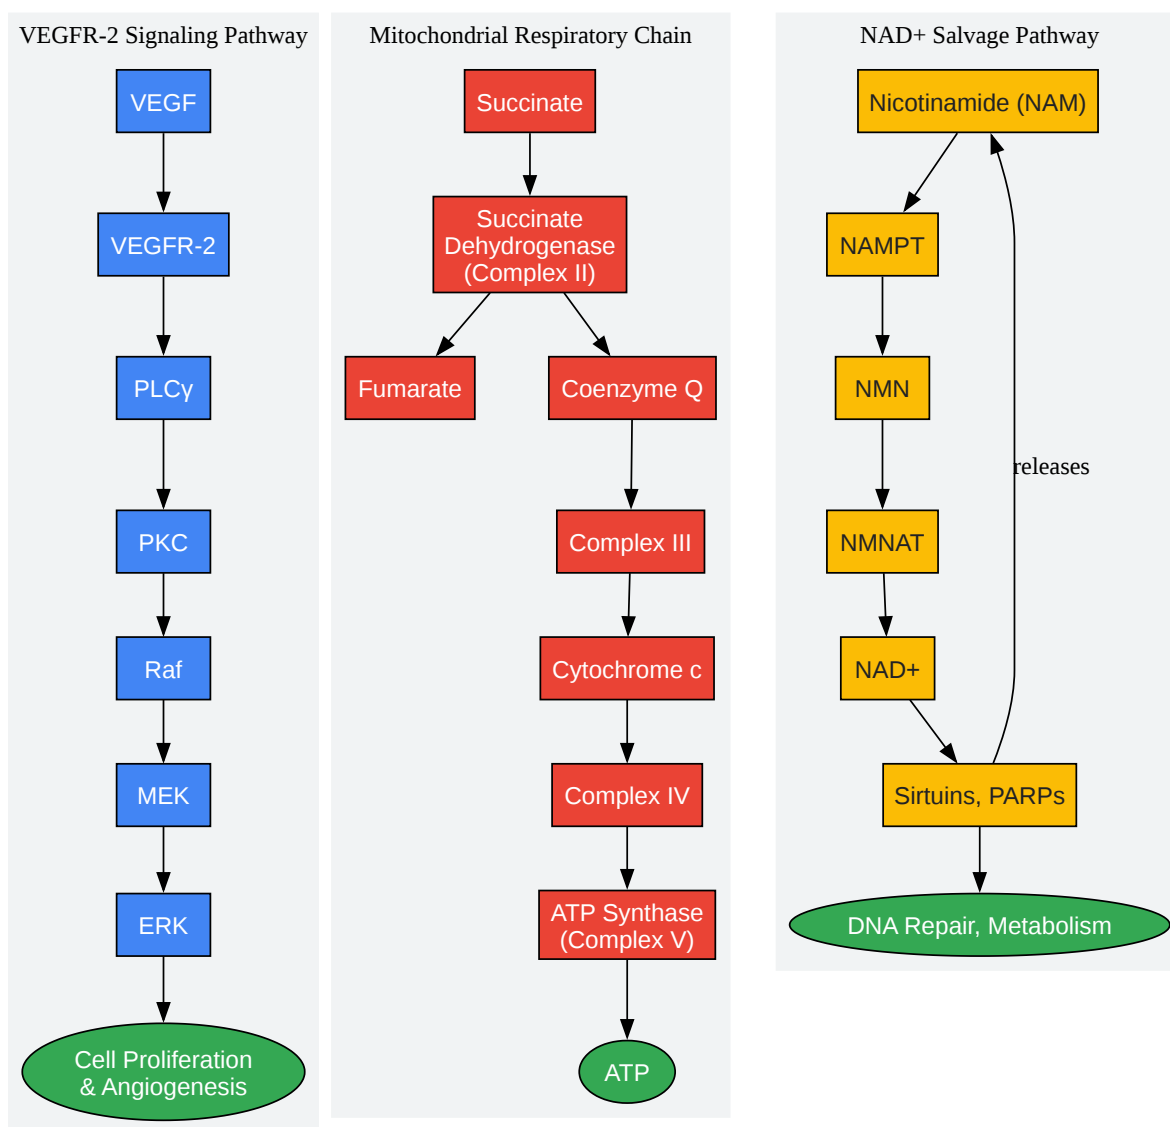 VEGFR-2 Signaling Pathway
VEGF
VEGFR-2
PLCγ
PKC
Raf
MEK
ERK
Cell Proliferation
& Angiogenesis
Mitochondrial Respiratory Chain
Succinate
Succinate
Dehydrogenase
(Complex II)
Fumarate
Coenzyme Q
Complex III
Cytochrome c
Complex IV
ATP Synthase
(Complex V)
ATP
NAD+ Salvage Pathway
Nicotinamide (NAM)
NAMPT
NMN
releases
NMNAT
NAD+
Sirtuins, PARPs
DNA Repair, Metabolism